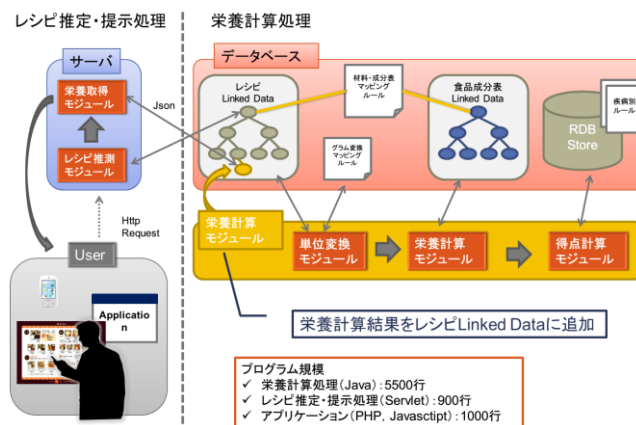 レシピ推定・提示処理
栄養計算処理
サーバ
栄養取得
モジュール
レシピ推測
モジュール
Json
Http
Request
User
Applicatio
n
データベース
レシピ
Linked Data
材料・成分表
マッピング
ルール
グラム変換
マッピング
ルール
食品成分表
Linked Data
RDB
Store
疾病別
ルール
栄養計算
モジュール
単位変換
モジュール
栄養計算
モジュール
得点計算
モジュール
栄養計算結果をレシピLinked Dataに追加
プログラム規模
✓ 栄養計算処理(Java):5500行
✓ レシピ推定・提示処理(Servlet):900行
✓ アプリケーション(PHP, Javasctipt):1000行